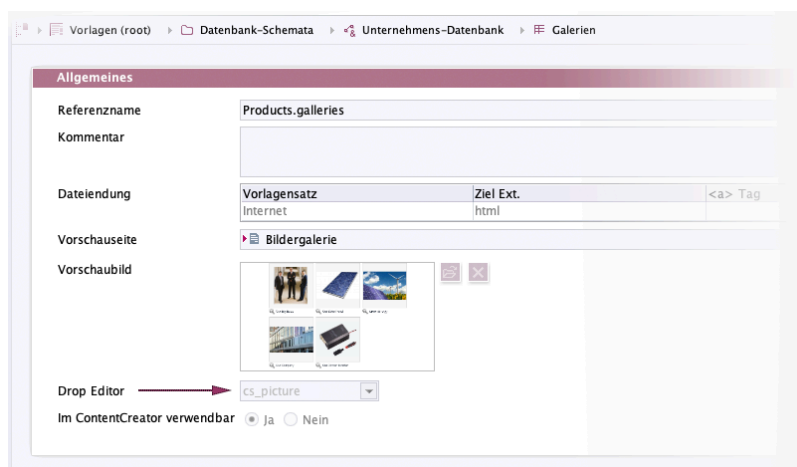 Vorlagen (root) Datenbank-Schemata Unternehmens-Datenbank Galerien
Allgemeines
Referenzname Products.galleries
Kommentar
Dateiendung Vorlagensatz Ziel Ext. <a> Tag
Internet html
Vorschauseite Bildergalerie
Vorschaubild
Drop Editor cs_picture
Im ContentCreator verwendbar Ja Nein